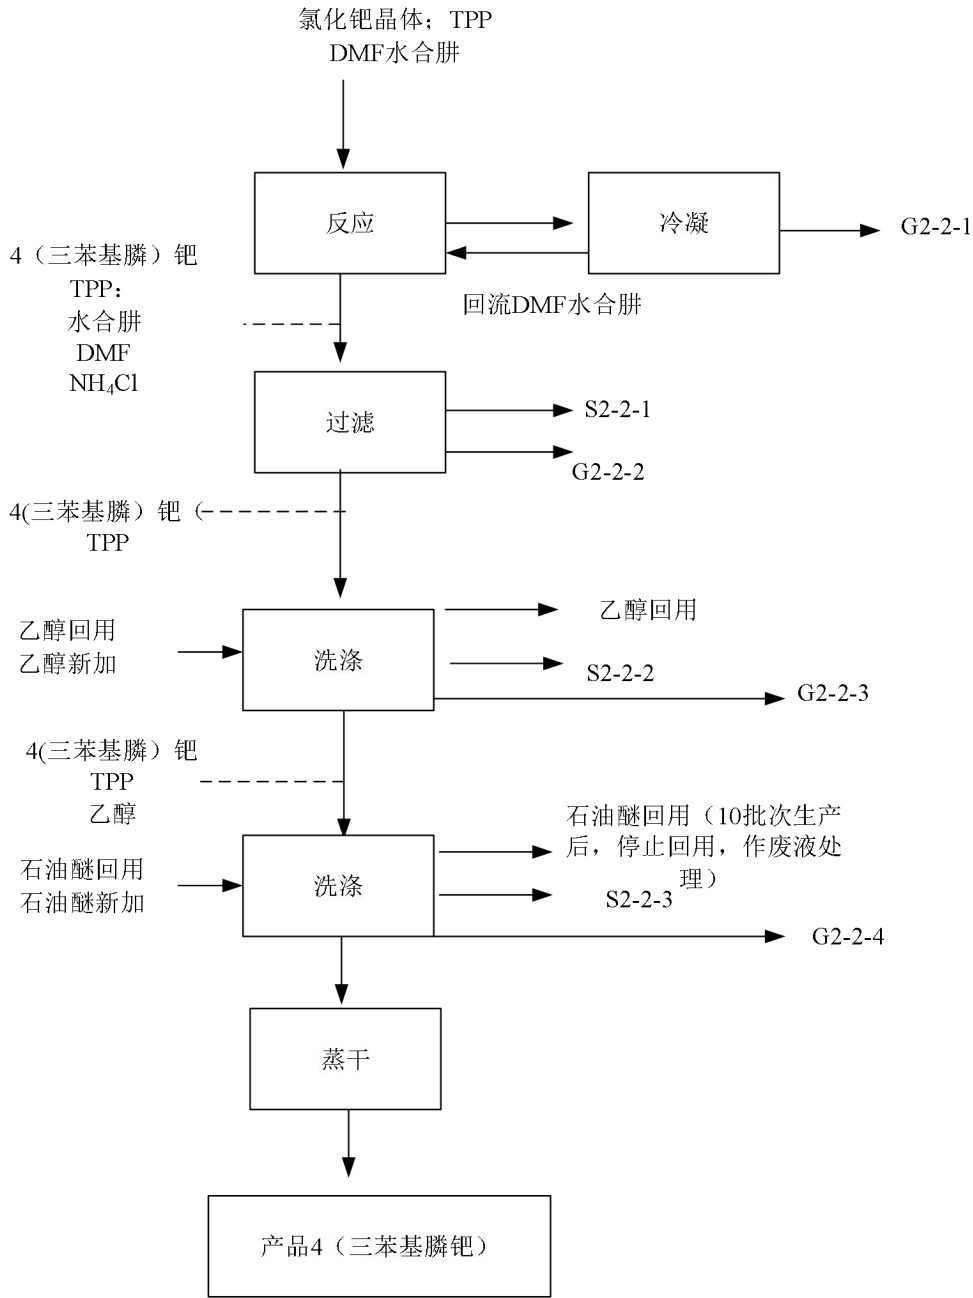 氯化钯晶体；TPP
DMF水合肼
反应
冷凝
G2-2-1
回流DMF水合肼
4（三苯基膦）钯
TPP：
水合肼
DMF
NH₄Cl
过滤
S2-2-1
G2-2-2
4(三苯基膦）钯（
TPP
乙醇回用
乙醇新加
洗涤
乙醇回用
S2-2-2
G2-2-3
4(三苯基膦）钯
TPP
乙醇
石油醚回用
石油醚新加
洗涤
石油醚回用（10批次生产
后，停止回用，作废液处
理）
S2-2-3
G2-2-4
蒸干
产品4（三苯基膦钯）